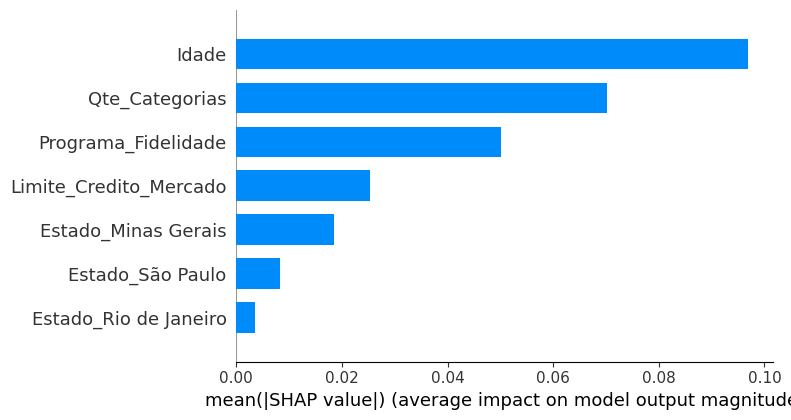 Idade
Qte_Categorias
Programa_Fidelidade
Limite_Credito_Mercado
Estado_Minas Gerais
Estado_São Paulo
Estado_Rio de Janeiro
0.00 0.02 0.04 0.06 0.08 0.10
mean(|SHAP value|) (average impact on model output magnitude